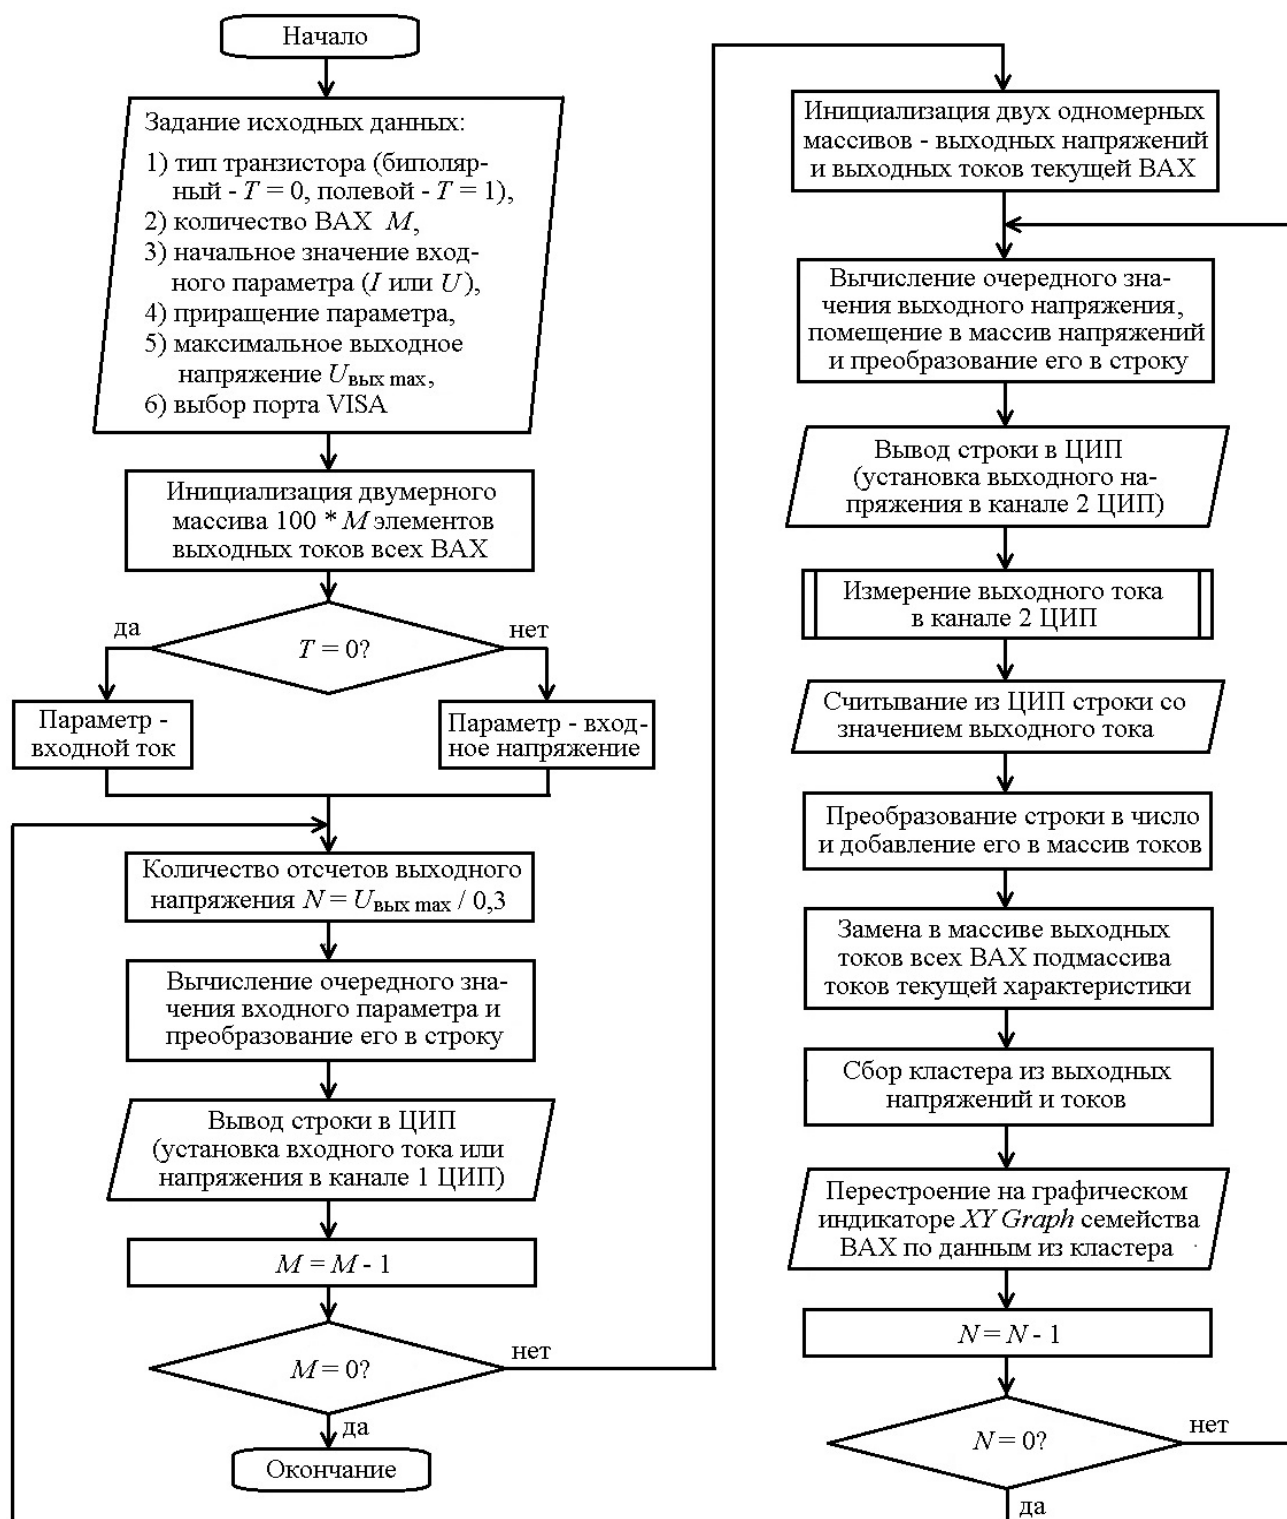 Начало
Задание исходных данных:
1) тип транзистора (биполяр-
ный - T = 0, полевой - T = 1),
2) количество ВАХ M,
3) начальное значение вход-
ного параметра (I или U),
4) приращение параметра,
5) максимальное выходное
напряжение Uвых max,
6) выбор порта VISA
Инициализация двумерного
массива 100 * M элементов
выходных токов всех ВАХ
да
T = 0?
нет
Параметр -
входной ток
Параметр - вход-
ное напряжение
Количество отсчетов выходного
напряжения N = Uвых max / 0,3
Вычисление очередного зна-
чения входного параметра и
преобразование его в строку
Вывод строки в ЦИП
(установка входного тока или
напряжения в канале 1 ЦИП)
M = M - 1
M = 0?
нет
да
Окончание
Инициализация двух одномерных
массивов - выходных напряжений
и выходных токов текущей ВАХ
Вычисление очередного зна-
чения выходного напряжения,
помещение в массив напряжений
и преобразование его в строку
Вывод строки в ЦИП
(установка выходного на-
пряжения в канале 2 ЦИП)
Измерение выходного тока
в канале 2 ЦИП
Считывание из ЦИП строки со
значением выходного тока
Преобразование строки в число
и добавление его в массив токов
Замена в массиве выходных
токов всех ВАХ подмассива
токов текущей характеристики
Сбор кластера из выходных
напряжений и токов
Перестроение на графическом
индикаторе XY Graph семейства
ВАХ по данным из кластера
N = N - 1
N = 0?
нет
да